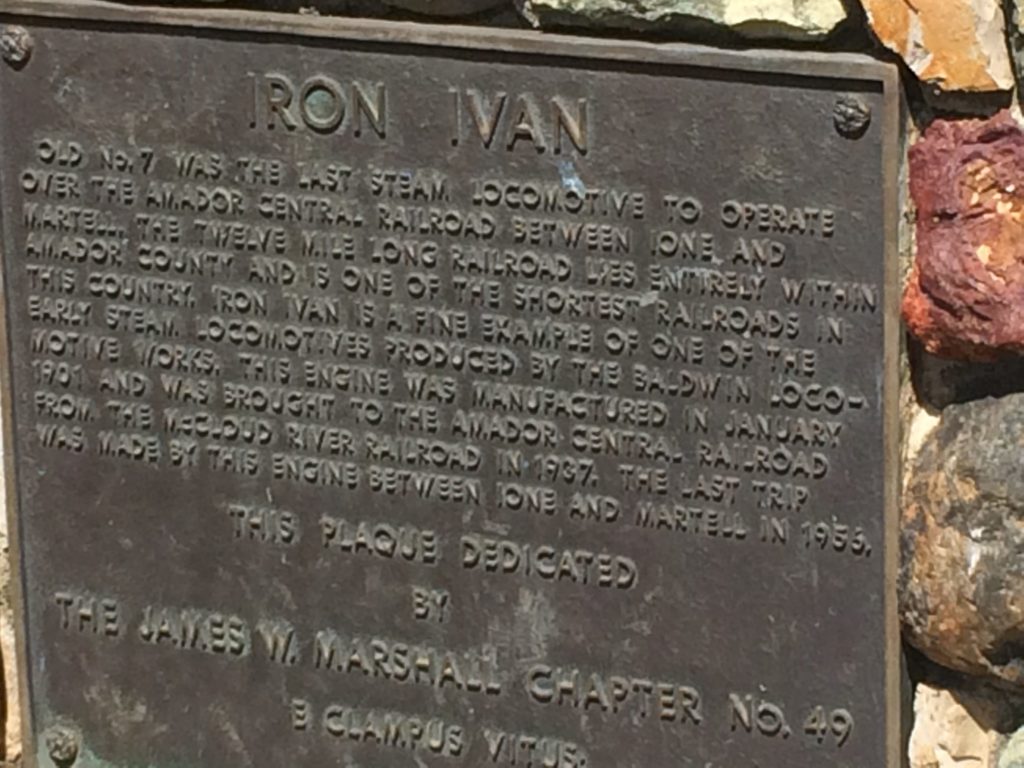 IRON IVAN
OLD NO. 7 WAS THE LAST STEAM LOCOMOTIVE TO OPERATE
OVER THE AMADOR CENTRAL RAILROAD BETWEEN IONE AND
MARTELL. THE TWELVE MILE LONG RAILROAD LIES ENTIRELY WITHIN
AMADOR COUNTY AND IS ONE OF THE SHORTEST RAILROADS IN
THIS COUNTRY. IRON IVAN IS A FINE EXAMPLE OF ONE OF THE
EARLY STEAM LOCOMOTIVES PRODUCED BY THE BALDWIN LOCO-
MOTIVE WORKS. THIS ENGINE WAS MANUFACTURED IN JANUARY
1901 AND WAS BROUGHT TO THE AMADOR CENTRAL RAILROAD
FROM THE McCLOUD RIVER RAILROAD IN 1937. THE LAST TRIP
WAS MADE BY THIS ENGINE BETWEEN IONE AND MARTELL IN 1956.
THIS PLAQUE DEDICATED
BY
THE JAMES W. MARSHALL CHAPTER NO. 49
E CLAMPUS VITUS